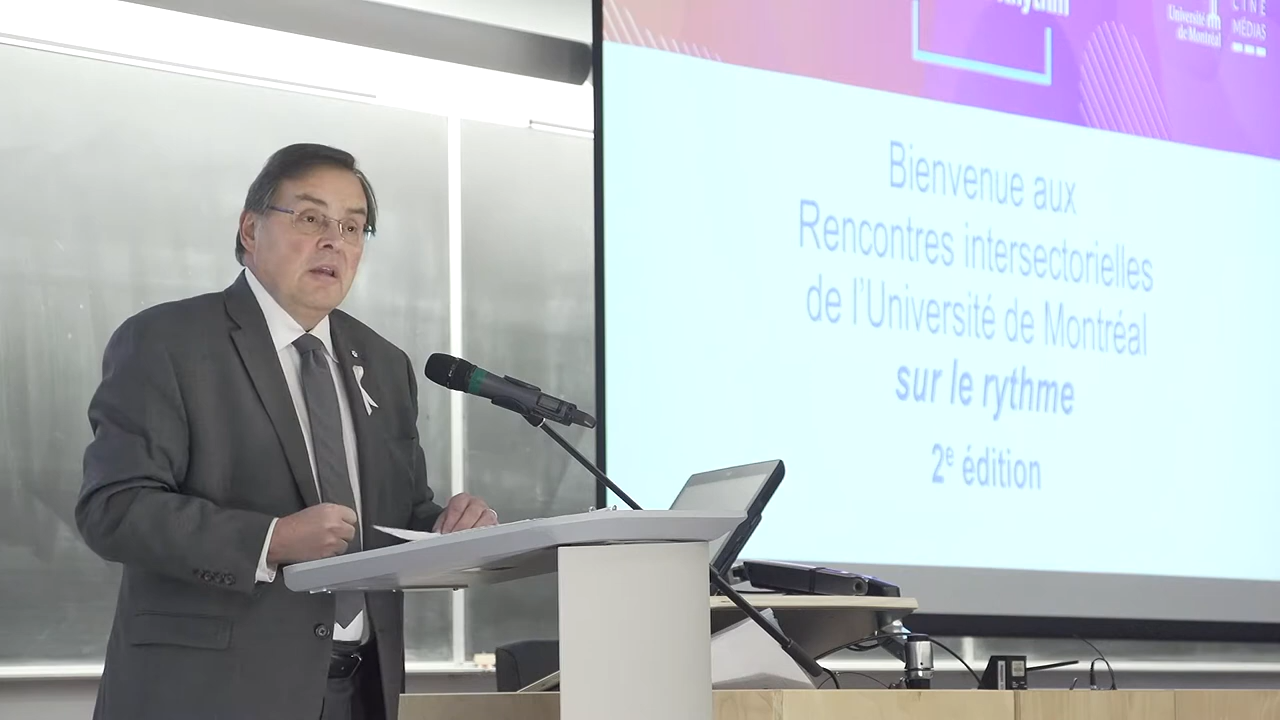 Université
de Montréal
CINÉ
MÉDIAS
Bienvenue aux
Rencontres intersectorielles
de l'Université de Montréal
sur le rythme
2e édition